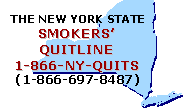 THE NEW YORK STATE
SMOKERS'
QUITLINE
1-866-NY-QUITS
(1-866-697-8487)